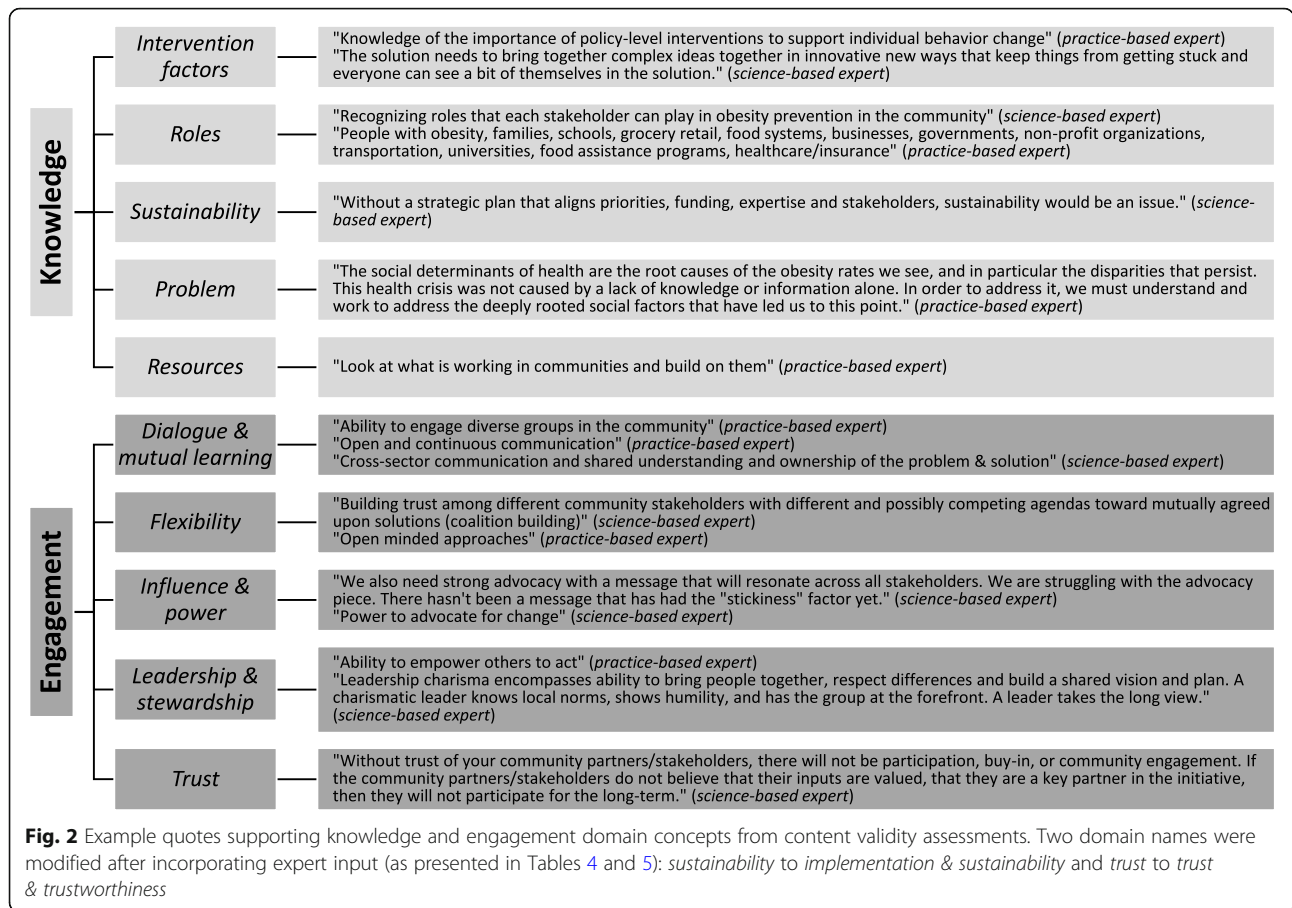 Knowledge
Intervention
factors
"Knowledge of the importance of policy-level interventions to support individual behavior change" (practice-based expert)
"The solution needs to bring together complex ideas together in innovative new ways that keep things from getting stuck and
everyone can see a bit of themselves in the solution." (science-based expert)
Roles
"Recognizing roles that each stakeholder can play in obesity prevention in the community" (science-based expert)
"People with obesity, families, schools, grocery retail, food systems, businesses, governments, non-profit organizations,
transportation, universities, food assistance programs, healthcare/insurance" (practice-based expert)
Sustainability
"Without a strategic plan that aligns priorities, funding, expertise and stakeholders, sustainability would be an issue." (science-
based expert)
Problem
"The social determinants of health are the root causes of the obesity rates we see, and in particular the disparities that persist.
This health crisis was not caused by a lack of knowledge or information alone. In order to address it, we must understand and
work to address the deeply rooted social factors that have led us to this point." (practice-based expert)
Resources
"Look at what is working in communities and build on them" (practice-based expert)
Engagement
Dialogue &
mutual learning
"Ability to engage diverse groups in the community" (practice-based expert)
"Open and continuous communication" (practice-based expert)
"Cross-sector communication and shared understanding and ownership of the problem & solution" (science-based expert)
Flexibility
"Building trust among different community stakeholders with different and possibly competing agendas toward mutually agreed
upon solutions (coalition building)" (science-based expert)
"Open minded approaches" (practice-based expert)
Influence &
power
"We also need strong advocacy with a message that will resonate across all stakeholders. We are struggling with the advocacy
piece. There hasn't been a message that has had the "stickiness" factor yet." (science-based expert)
"Power to advocate for change" (science-based expert)
Leadership &
stewardship
"Ability to empower others to act" (practice-based expert)
"Leadership charisma encompasses ability to bring people together, respect differences and build a shared vision and plan. A
charismatic leader knows local norms, shows humility, and has the group at the forefront. A leader takes the long view."
(science-based expert)
Trust
"Without trust of your community partners/stakeholders, there will not be participation, buy-in, or community engagement. If
the community partners/stakeholders do not believe that their inputs are valued, that they are a key partner in the initiative,
then they will not participate for the long-term." (science-based expert)
Fig. 2 Example quotes supporting knowledge and engagement domain concepts from content validity assessments. Two domain names were
modified after incorporating expert input (as presented in Tables 4 and 5): sustainability to implementation & sustainability and trust to trust
& trustworthiness